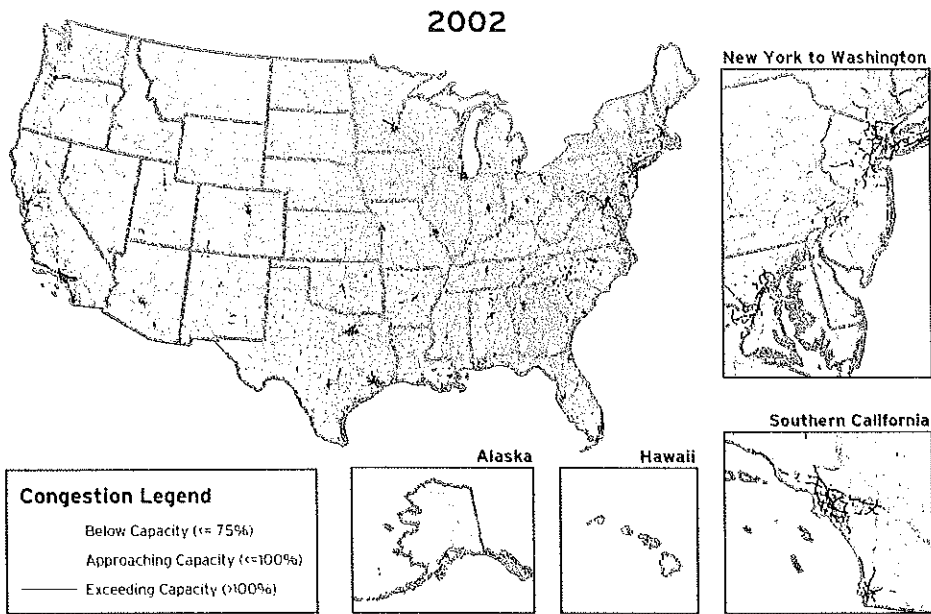 2002
New York to Washington
Southern California
Alaska
Hawaii
Congestion Legend
Below Capacity (<= 75%)
Approaching Capacity (<=100%)
Exceeding Capacity (>100%)